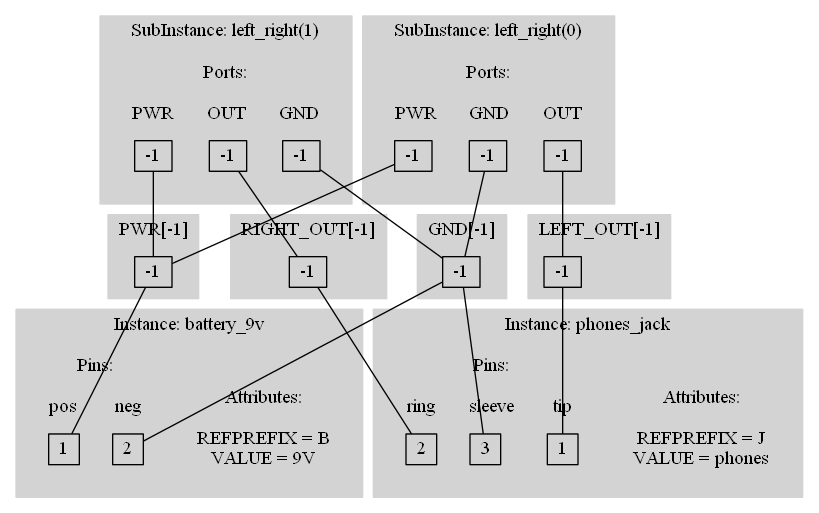 SubInstance: left_right(1)
SubInstance: left_right(0)
Ports:
Ports:
PWR OUT GND
PWR GND OUT
-1 -1 -1
-1 -1 -1
PWR[-1]
RIGHT_OUT[-1]
GND[-1]
LEFT_OUT[-1]
-1
-1
-1
-1
Instance: battery_9v
Pins:
pos neg
1 2
Attributes:
REFPREFIX = B
VALUE = 9V
Instance: phones_jack
Pins:
ring sleeve tip
2 3 1
Attributes:
REFPREFIX = J
VALUE = phones